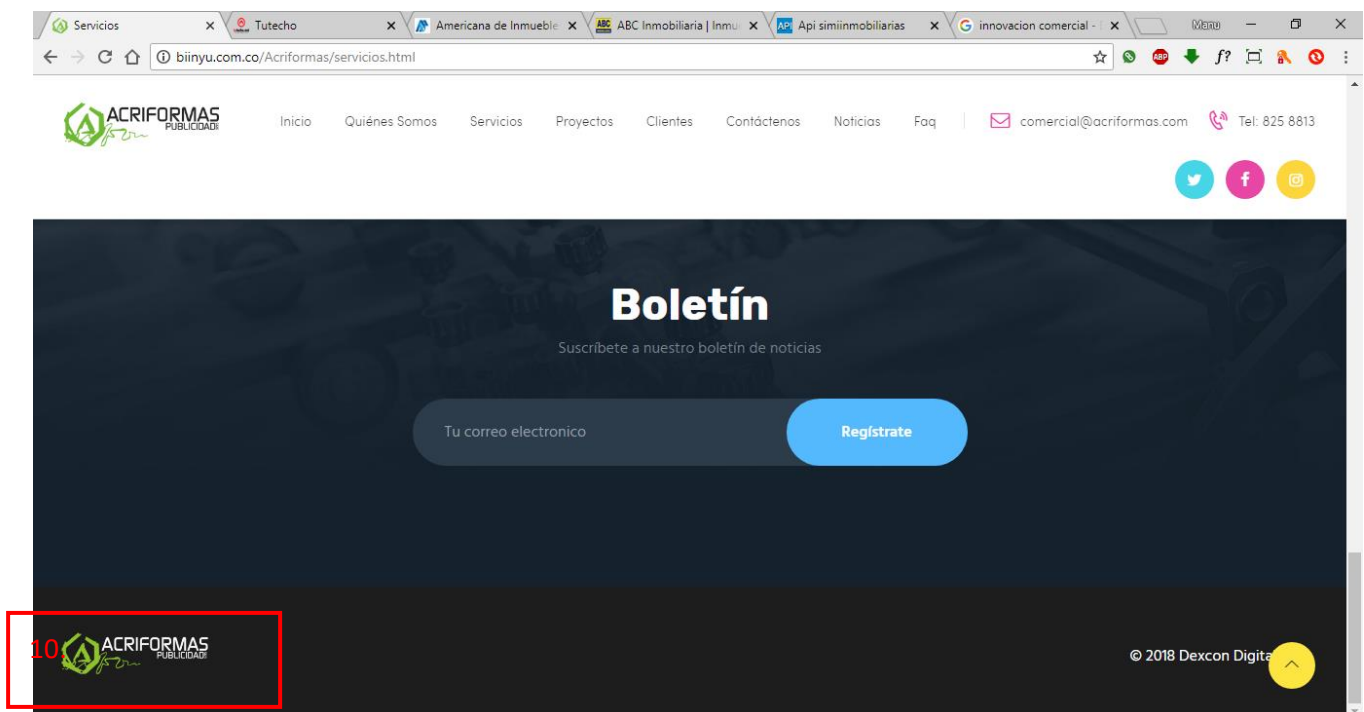 Servicios
Tutecho
Americana de Inmueble
ABC Inmobiliaria | Inmu
Api simiinmobiliarias
innovacion comercial -
Manu
biinyu.com.co/Acriformas/servicios.html
ABP
f?
ACRIFORMAS
PUBLICIDAD
Inicio
Quiénes Somos
Servicios
Proyectos
Clientes
Contáctenos
Noticias
Faq
comercial@acriformas.com
Tel: 825 8813
Boletín
Suscríbete a nuestro boletín de noticias
Tu correo electronico
Regístrate
10
ACRIFORMAS
PUBLICIDAD
© 2018 Dexcon Digita